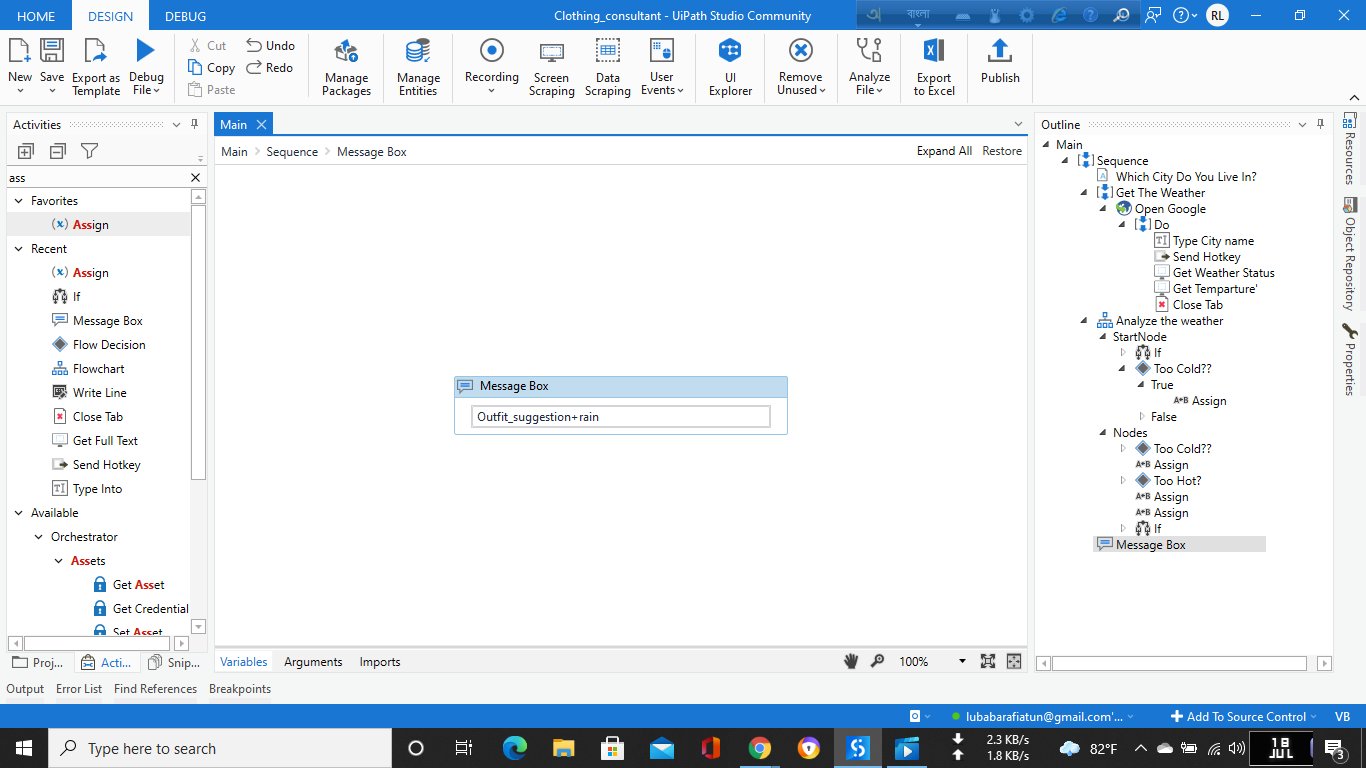 HOME DESIGN DEBUG Clothing_consultant - UiPath Studio Community বাংলা RL
New Save Export as Template Debug File Cut Copy Paste Undo Redo Manage Packages Manage Entities Recording Screen Scraping Data Scraping User Events UI Explorer Remove Unused Analyze File Export to Excel Publish
Activities
ass
Favorites
Assign
Recent
Assign
If
Message Box
Flow Decision
Flowchart
Write Line
Close Tab
Get Full Text
Send Hotkey
Type Into
Available
Orchestrator
Assets
Get Asset
Get Credential
Set Asset
Proj... Acti... Snip...
Main
Main Sequence Message Box Expand All Restore
Message Box
Outfit_suggestion+rain
Variables Arguments Imports 100%
Outline
Main
Sequence
Which City Do You Live In?
Get The Weather
Open Google
Do
Type City name
Send Hotkey
Get Weather Status
Get Temparture'
Close Tab
Analyze the weather
StartNode
If
Too Cold??
True
A+B Assign
False
Nodes
Too Cold??
A+B Assign
Too Hot?
A+B Assign
A+B Assign
If
Message Box
Resources
Object Repository
Properties
Output Error List Find References Breakpoints
lubabarafiatun@gmail.com'... Add To Source Control VB
Type here to search 2.3 KB/s 1.8 KB/s 82°F 18 JUL 3